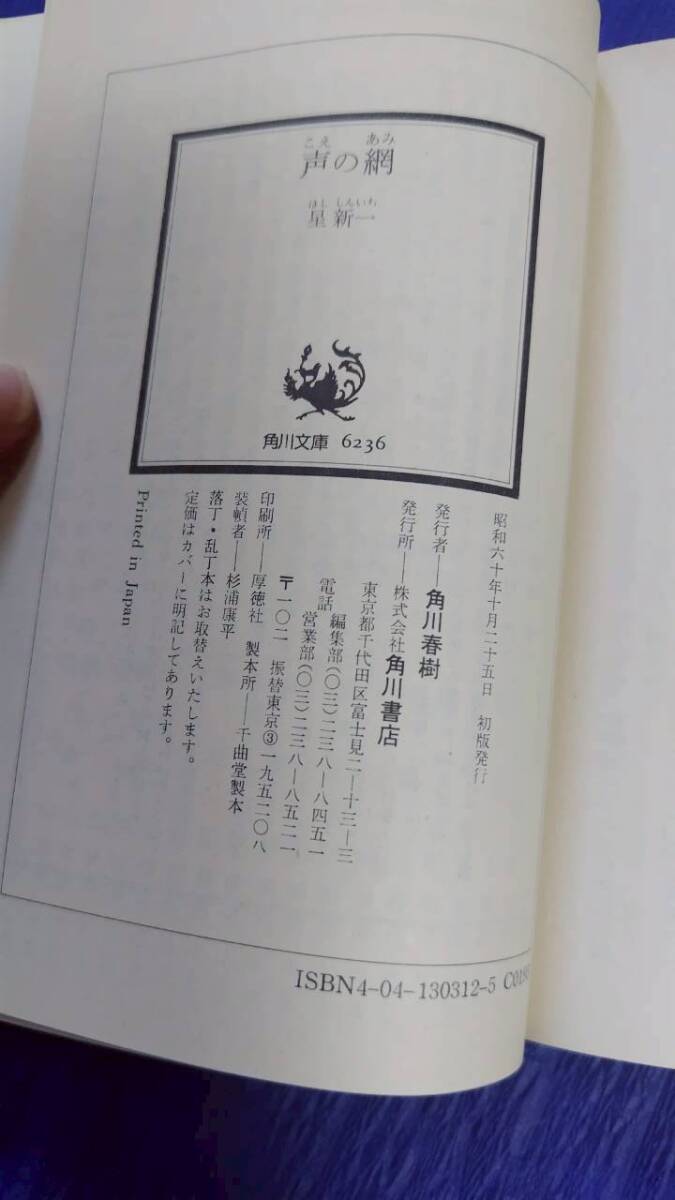 こえ あみ
声の網
ほし しんいち
星新一
角川文庫 6236
昭和六十年十月二十五日 初版発行
発行者──角川春樹
発行所──株式会社角川書店
東京都千代田区富士見二─十三─三
電話 編集部(〇三)二三八─八四五一
営業部(〇三)二三八─八五二一
〒一〇二 振替東京③一九五二〇八
印刷所──厚徳社 製本所──千曲堂製本
装幀者──杉浦康平
落丁・乱丁本はお取替えいたします。
定価はカバーに明記してあります。
Printed in Japan
ISBN4-04-130312-5